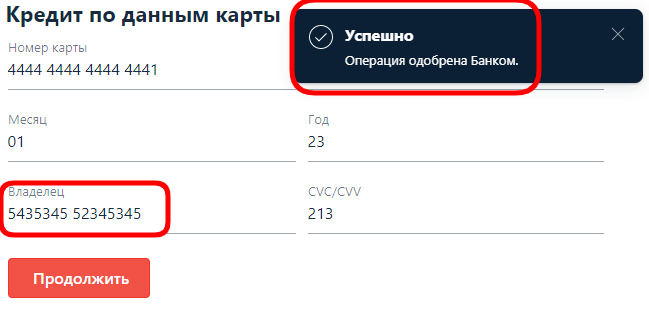 Кредит по данным карты
Успешно
Операция одобрена Банком.
Номер карты
4444 4444 4444 4441
Месяц
Год
01
23
Владелец
CVC/CVV
5435345 52345345
213
Продолжить